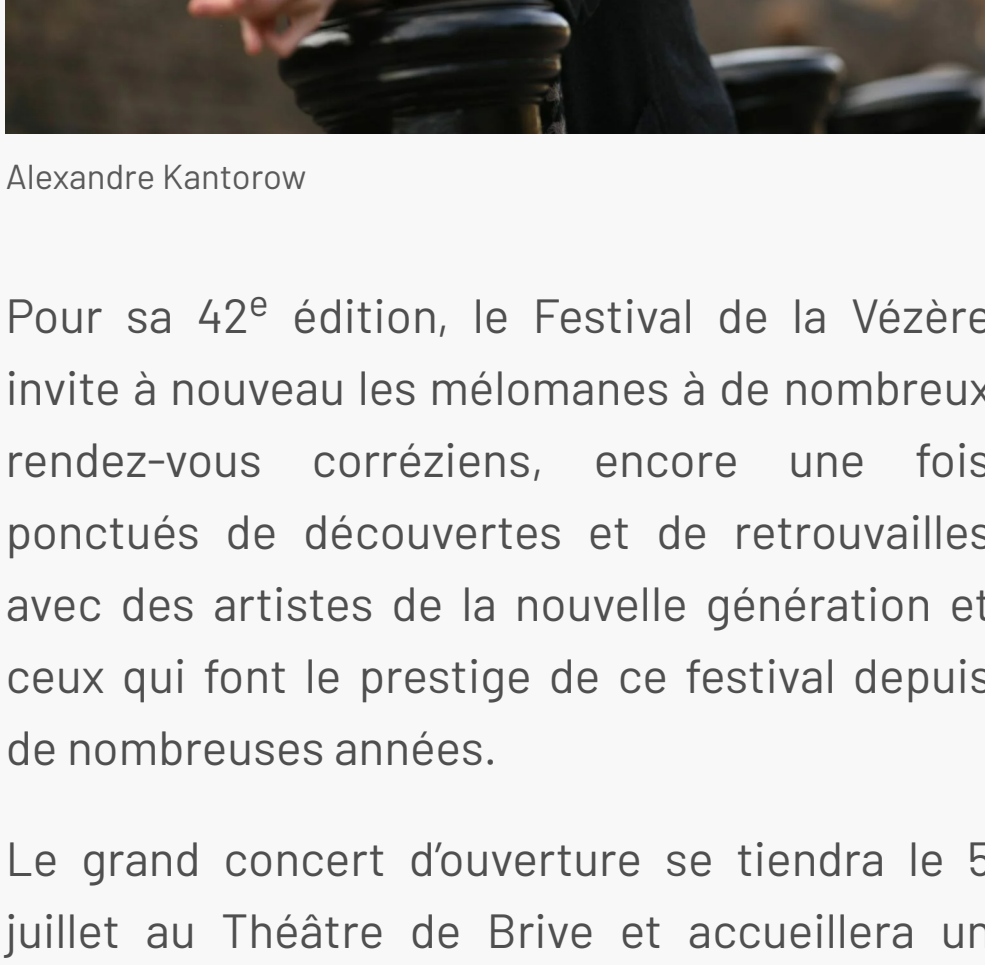 Alexandre Kantorow
Pour sa 42e édition, le Festival de la Vézère
invite à nouveau les mélomanes à de nombreux
rendez-vous corréziens, encore une fois
ponctués de découvertes et de retrouvailles
avec des artistes de la nouvelle génération et
ceux qui font le prestige de ce festival depuis
de nombreuses années.
Le grand concert d’ouverture se tiendra le 5
juillet au Théâtre de Brive et accueillera un